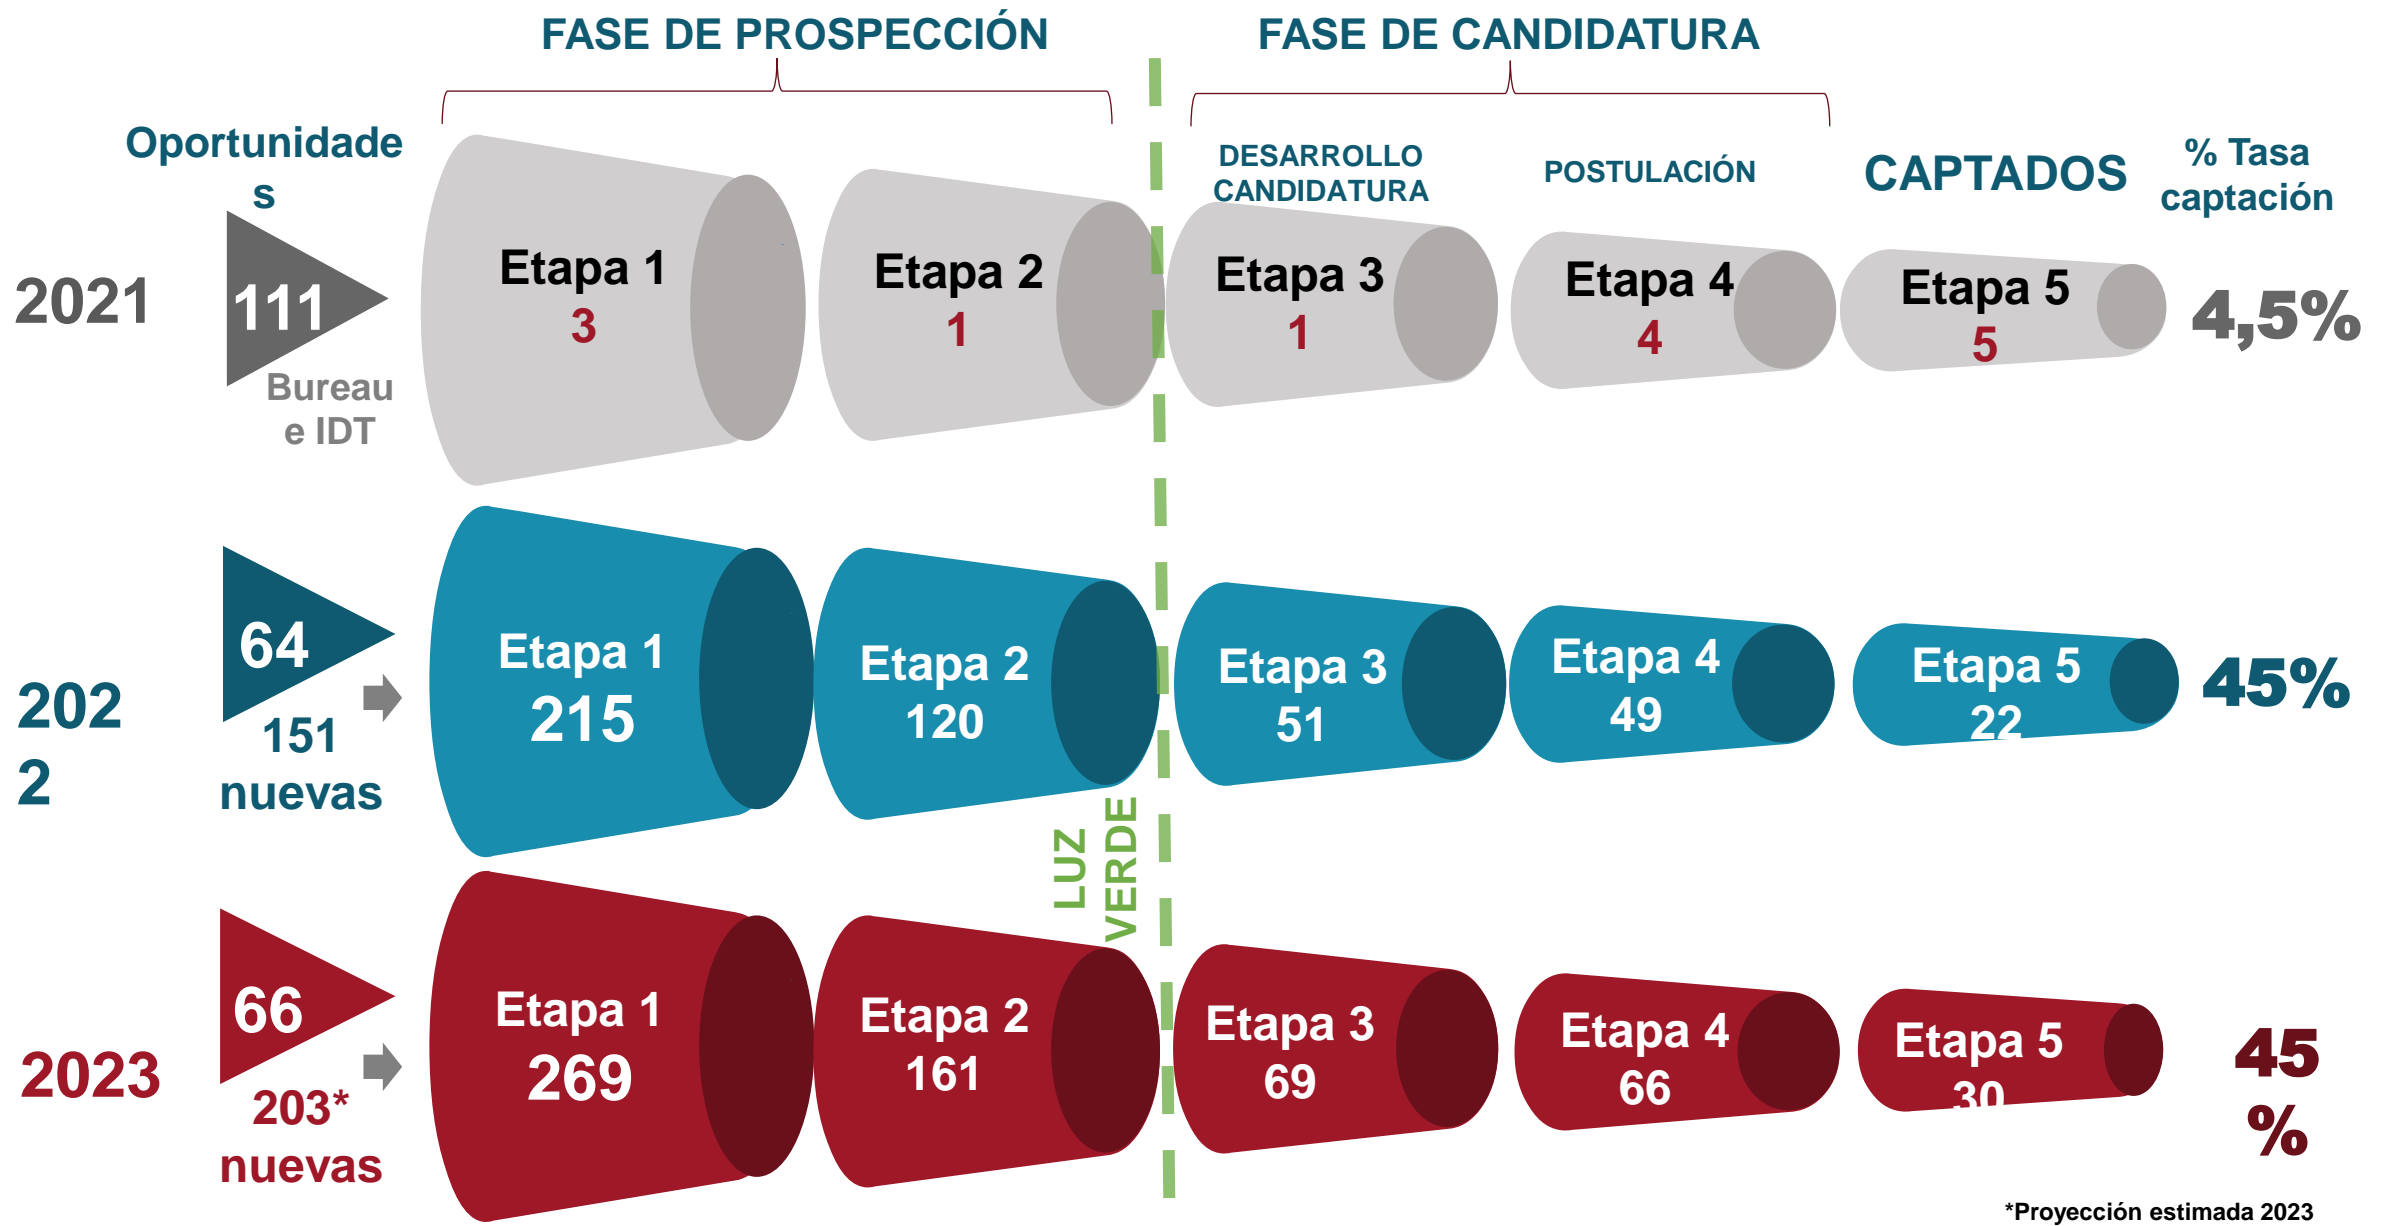 FASE DE PROSPECCIÓN
FASE DE CANDIDATURA
Oportunidade
s
DESARROLLO
CANDIDATURA
POSTULACIÓN
CAPTADOS
% Tasa
captación
2021
111
Bureau
e IDT
Etapa 1
3
Etapa 2
1
Etapa 3
1
Etapa 4
4
Etapa 5
5
4,5%
202
2
64
151
nuevas
Etapa 1
215
Etapa 2
120
Etapa 3
51
Etapa 4
49
Etapa 5
22
45%
LUZ
VERDE
2023
66
203*
nuevas
Etapa 1
269
Etapa 2
161
Etapa 3
69
Etapa 4
66
Etapa 5
30
45
%
*Proyección estimada 2023